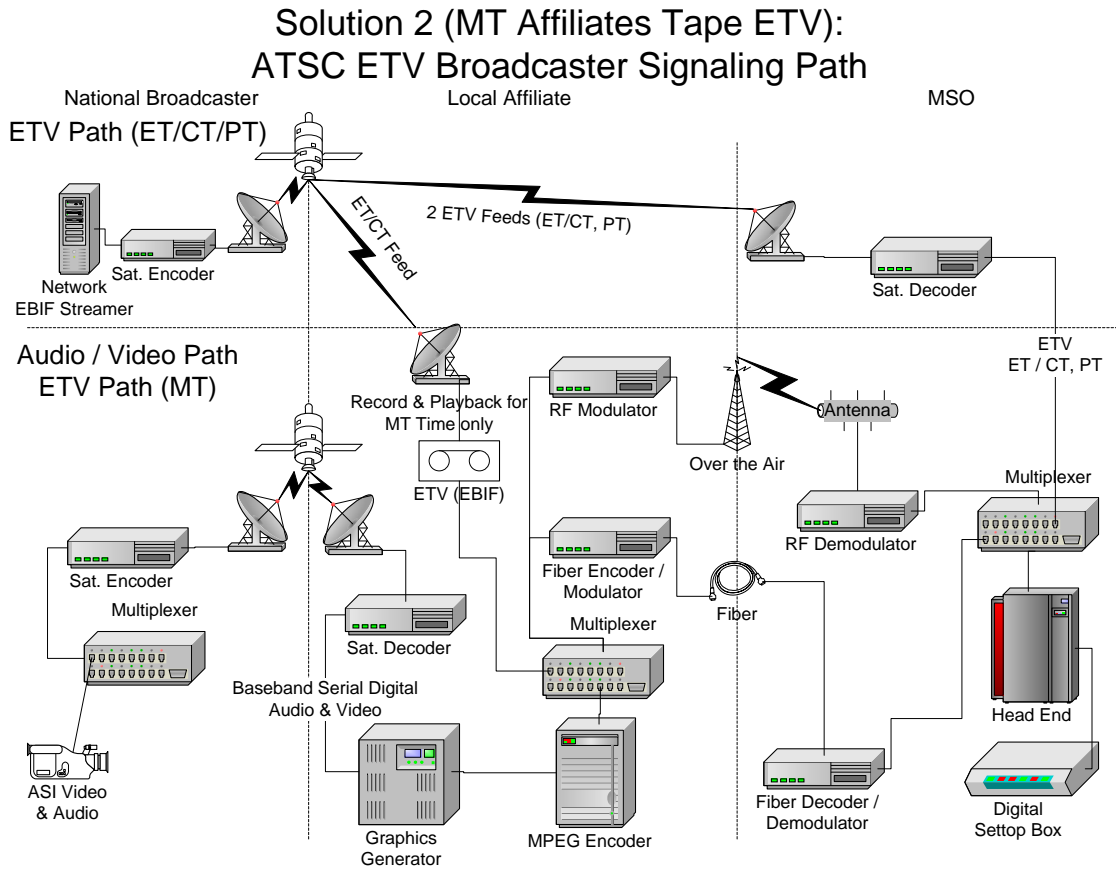 Solution 2 (MT Affiliates Tape ETV):
ATSC ETV Broadcaster Signaling Path
National Broadcaster
Local Affiliate
MSO
ETV Path (ET/CT/PT)
ET/CT Feed
2 ETV Feeds (ET/CT, PT)
Sat. Encoder
Network
EBIF Streamer
Sat. Decoder
Audio / Video Path
ETV Path (MT)
ETV
ET / CT, PT
Record & Playback for
MT Time only
RF Modulator
Antenna
Over the Air
Multiplexer
ETV (EBIF)
RF Demodulator
Sat. Encoder
Fiber Encoder /
Modulator
Fiber
Multiplexer
Sat. Decoder
Multiplexer
Baseband Serial Digital
Audio & Video
Head End
ASI Video
& Audio
Graphics
Generator
MPEG Encoder
Fiber Decoder /
Demodulator
Digital
Settop Box